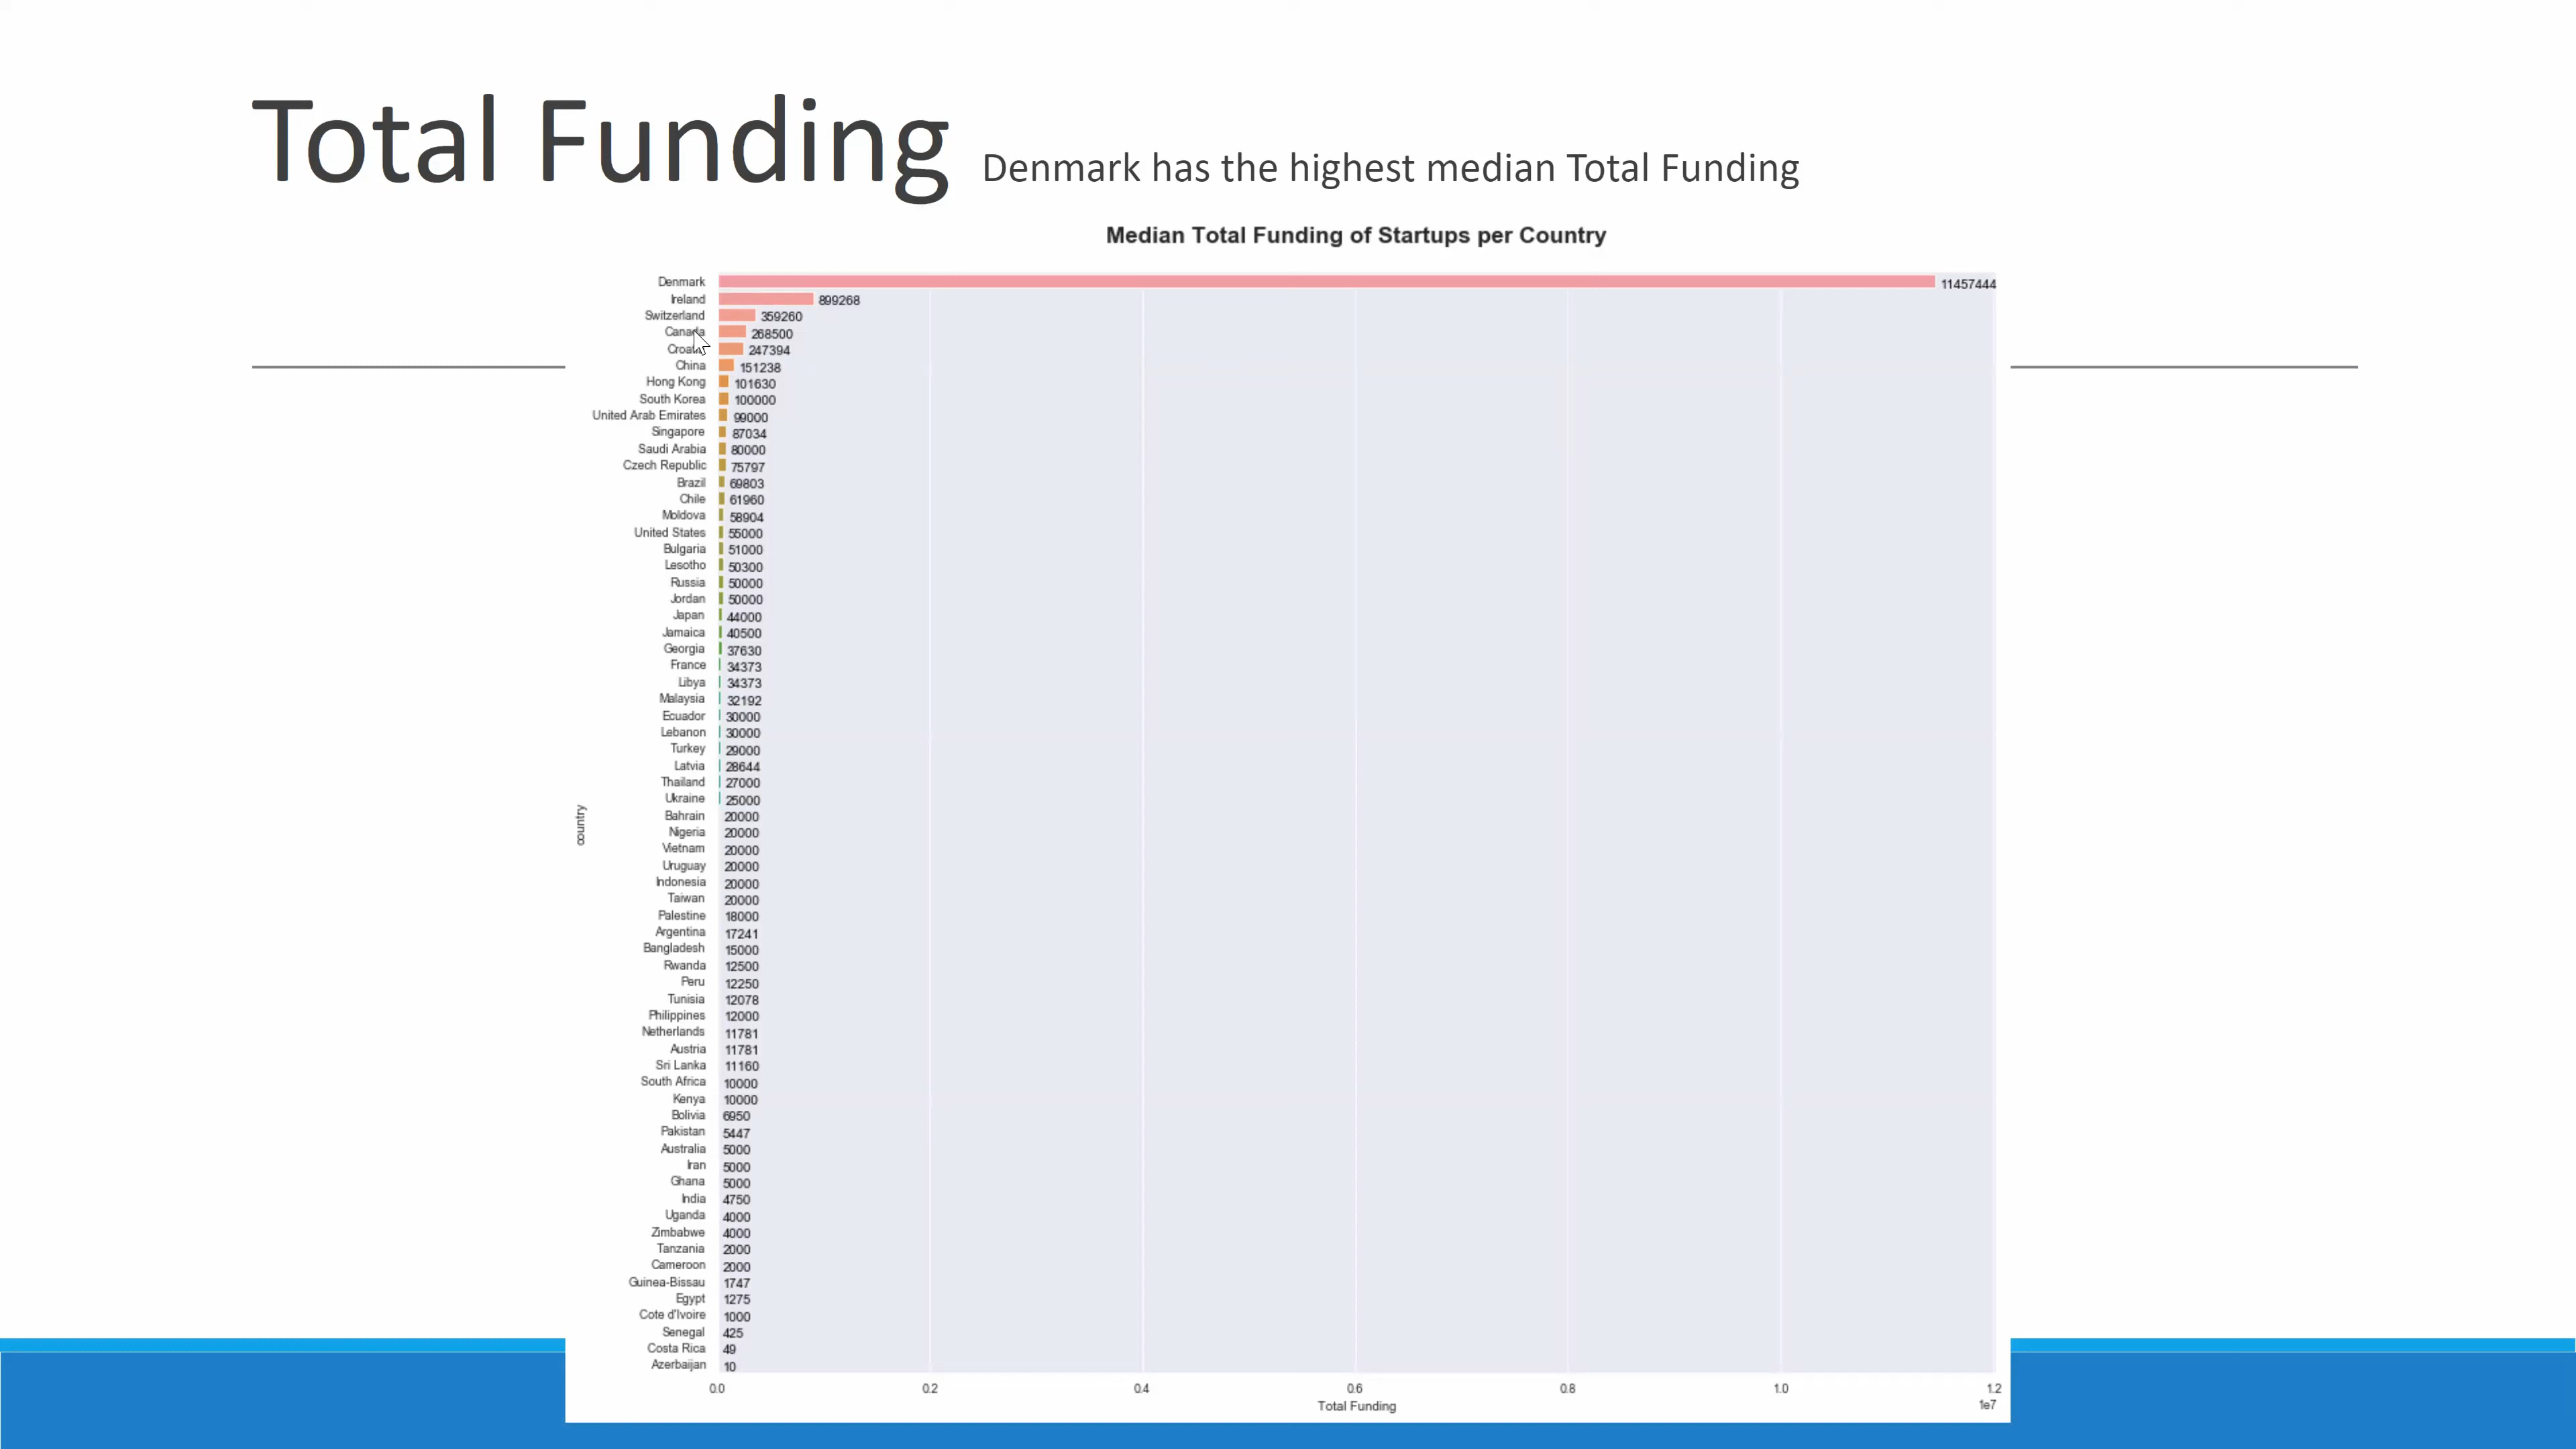 Total Funding Denmark has the highest median Total Funding
Median Total Funding of Startups per Country
Denmark 11457444
Ireland 899268
Switzerland 359260
Canada 268500
Croatia 247394
China 151238
Hong Kong 101630
South Korea 100000
United Arab Emirates 99000
Singapore 87034
Saudi Arabia 80000
Czech Republic 75797
Brazil 69803
Chile 61960
Moldova 58904
United States 55000
Bulgaria 51000
Lesotho 50300
Russia 50000
Jordan 50000
Japan 44000
Jamaica 40500
Georgia 37630
France 34373
Libya 34373
Malaysia 32192
Ecuador 30000
Lebanon 30000
Turkey 29000
Latvia 28644
Thailand 27000
Ukraine 25000
Bahrain 20000
Nigeria 20000
Vietnam 20000
Uruguay 20000
Indonesia 20000
Taiwan 20000
Palestine 18000
Argentina 17241
Bangladesh 15000
Rwanda 12500
Peru 12250
Tunisia 12078
Philippines 12000
Netherlands 11781
Austria 11781
Sri Lanka 11160
South Africa 10000
Kenya 10000
Bolivia 6950
Pakistan 5447
Australia 5000
Iran 5000
Ghana 5000
India 4750
Uganda 4000
Zimbabwe 4000
Tanzania 2000
Cameroon 2000
Guinea-Bissau 1747
Egypt 1275
Cote d'Ivoire 1000
Senegal 425
Costa Rica 49
Azerbaijan 10
country
0.0 0.2 0.4 0.6 0.8 1.0 1.2
Total Funding
1e7